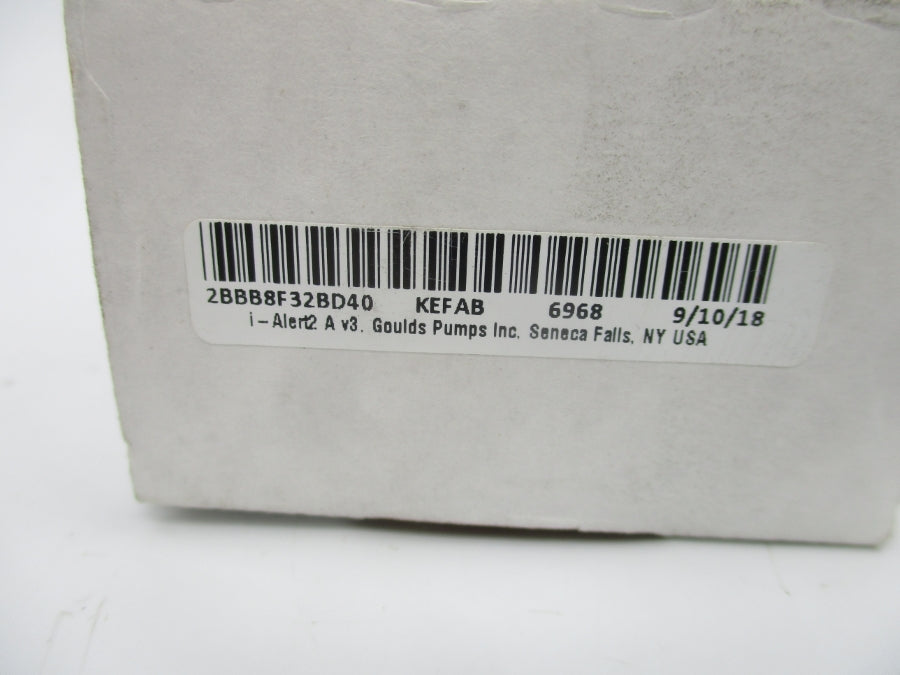 2BBB8F32BD40 KEFAB 6968 9/10/18
i-Alert2 A v3. Goulds Pumps Inc. Seneca Falls, NY USA